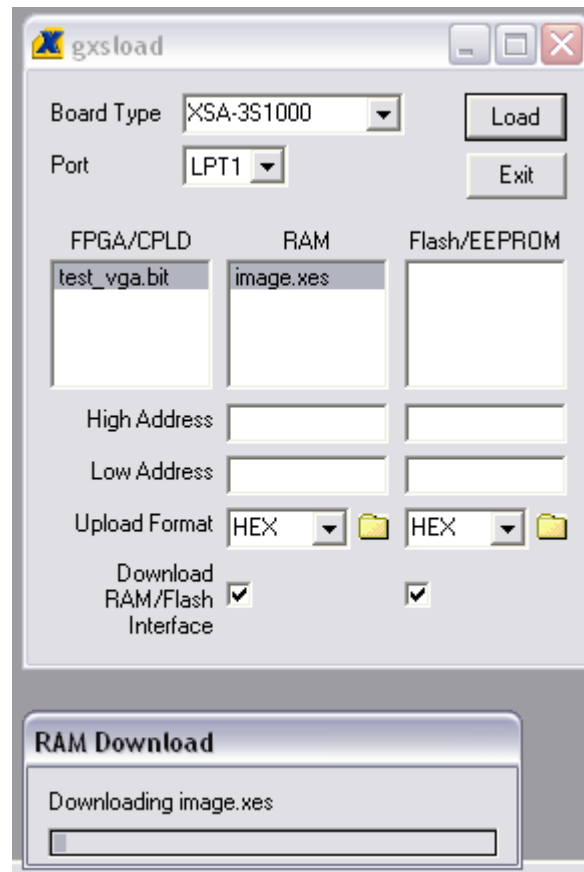 gxsload
Board Type XSA-3S1000 Load
Port LPT1 Exit
FPGA/CPLD RAM Flash/EEPROM
test_vga.bit image.xes
High Address
Low Address
Upload Format HEX HEX
Download
RAM/Flash
Interface
RAM Download
Downloading image.xes